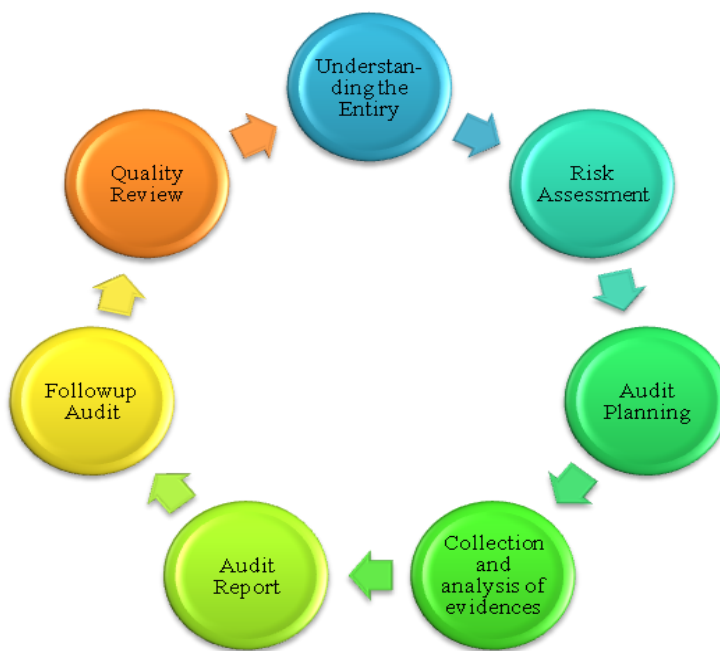 Understan-
ding the
Entiry
Risk
Assessment
Audit
Planning
Collection
and
analysis of
evidences
Audit
Report
Followup
Audit
Quality
Review